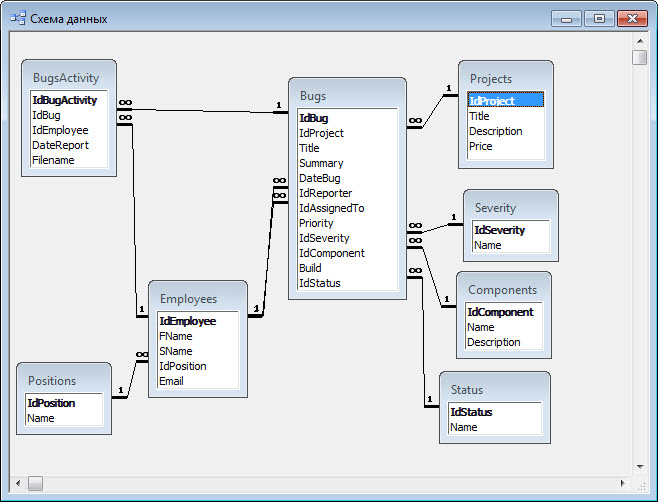 Схема данных
BugsActivity
IdBugActivity
IdBug
IdEmployee
DateReport
Filename
Bugs
IdBug
IdProject
Title
Summary
DateBug
IdReporter
IdAssignedTo
Priority
IdSeverity
IdComponent
Build
IdStatus
Projects
IdProject
Title
Description
Price
Severity
IdSeverity
Name
Components
IdComponent
Name
Description
Employees
IdEmployee
FName
SName
IdPosition
Email
Positions
IdPosition
Name
Status
IdStatus
Name
∞
1
∞
1
∞
1
∞
∞
1
∞
1
∞
1
∞
1
∞
1